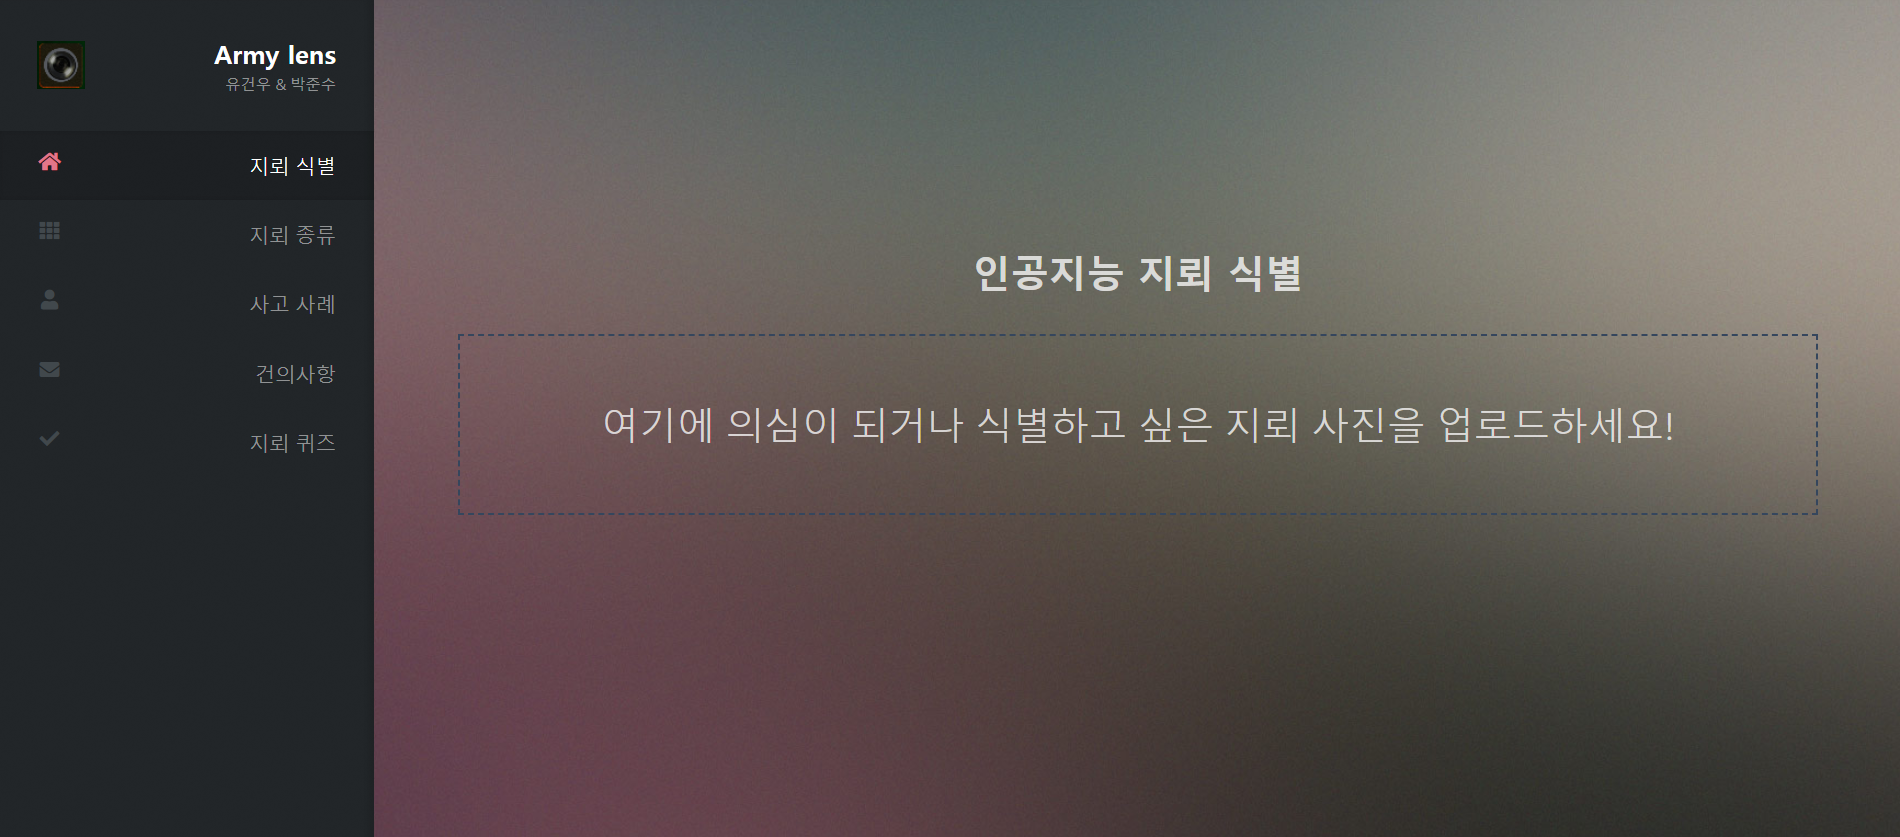 Army lens
유건우 & 박준수
지뢰 식별
지뢰 종류
사고 사례
건의사항
지뢰 퀴즈
인공지능 지뢰 식별
여기에 의심이 되거나 식별하고 싶은 지뢰 사진을 업로드하세요!